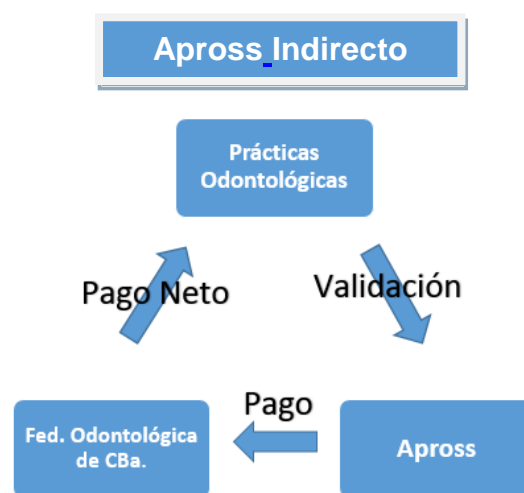 Apross Indirecto
Prácticas
Odontológicas
Pago Neto
Validación
Pago
Fed. Odontológica
de CBa.
Apross